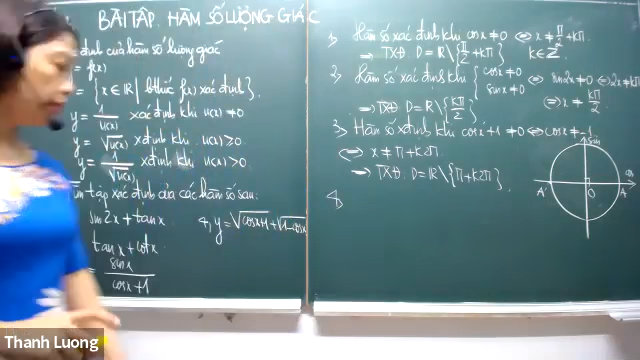 BÀI TẬP. HÀM SỐ LƯỢNG GIÁC
định của hàm số lượng giác
= f(x)
= {x ∈ ℝ | bthức f(x) xác định}.
y = 1/u(x) xác định khi u(x) ≠ 0
y = √u(x) xđịnh khi u(x) ≥ 0
y = 1/√u(x) xđịnh khi u(x) > 0.
tập xác định của các hàm số sau:
sin2x + tanx
4, y = √cosx+1 + √1-cosx
tanx + cotx
= sinx/cosx+1
1, Hàm số xác định khi cosx ≠ 0 ⇔ x ≠ π/2 + kπ
→ TXĐ D = ℝ \ {π/2 + kπ} k ∈ Z
2, Hàm số xác định khi { cosx ≠ 0 sinx ≠ 0 ⇔ sin2x ≠ 0 ⇔ 2x ≠ kπ
⇔ x ≠ kπ/2
→ TXĐ D = ℝ \ {kπ/2}
3, Hàm số xđịnh khi cosx + 1 ≠ 0 ⇔ cosx ≠ -1
⇔ x ≠ π + k2π
→ TXĐ D = ℝ \ {π + k2π}.
4,
sin
cos
A'
O
A
Thanh Luong